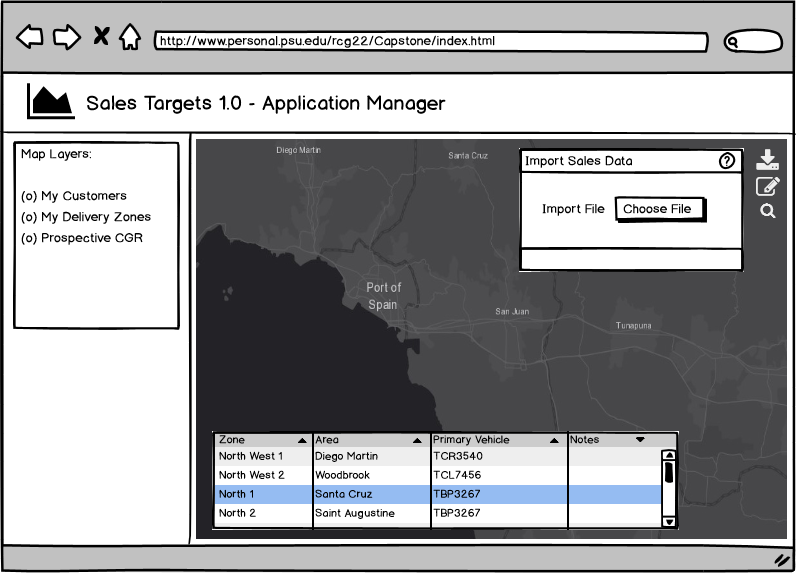 http://www.personal.psu.edu/rcg22/Capstone/index.html
Sales Targets 1.0 - Application Manager
Map Layers:
(o) My Customers
(o) My Delivery Zones
(o) Prospective CGR
Diego Martin
Santa Cruz
Port of
Spain
San Juan
Tunapuna
Import Sales Data
?
Import File Choose File
Zone Area Primary Vehicle Notes
North West 1 Diego Martin TCR3540
North West 2 Woodbrook TCL7456
North 1 Santa Cruz TBP3267
North 2 Saint Augustine TBP3267